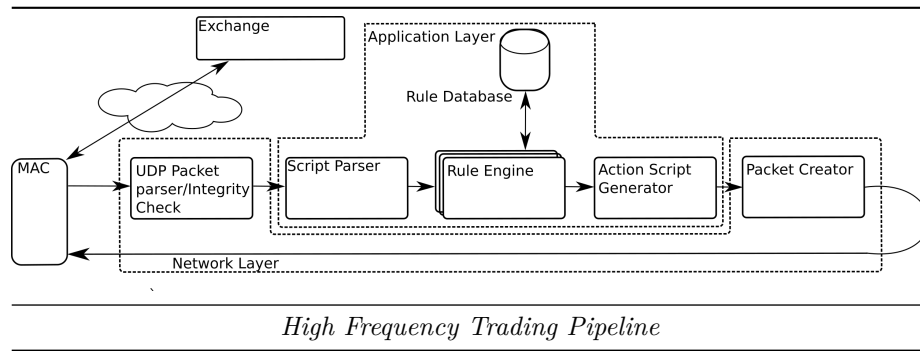 Exchange
Application Layer
Rule Database
MAC
UDP Packet
parser/Integrity
Check
Script Parser
Rule Engine
Action Script
Generator
Packet Creator
Network Layer
`
High Frequency Trading Pipeline